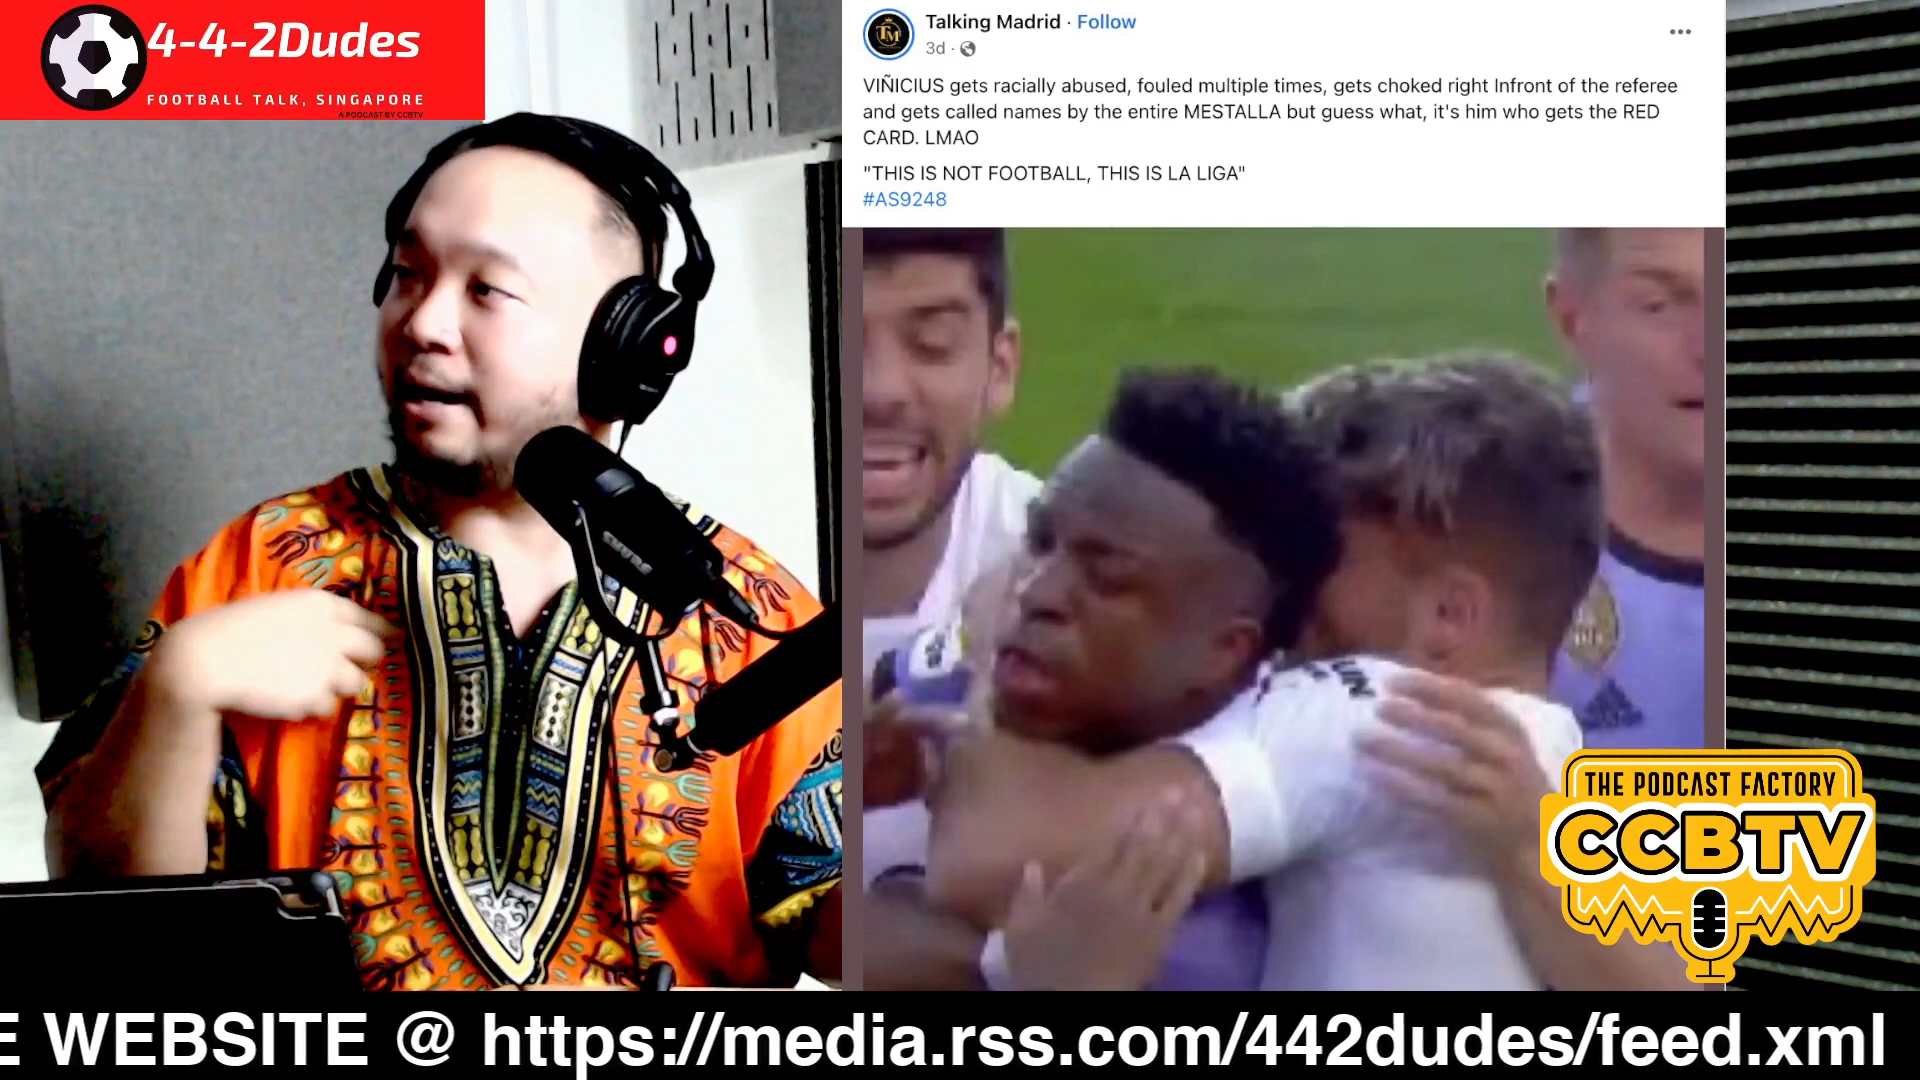 4-4-2Dudes
FOOTBALL TALK, SINGAPORE
A PODCAST BY CCBTV
Talking Madrid · Follow
3d ·
VIÑICIUS gets racially abused, fouled multiple times, gets choked right Infront of the referee
and gets called names by the entire MESTALLA but guess what, it's him who gets the RED
CARD. LMAO
"THIS IS NOT FOOTBALL, THIS IS LA LIGA"
#AS9248
TM
SHURE
THE PODCAST FACTORY
CCBTV
E WEBSITE @ https://media.rss.com/442dudes/feed.xml